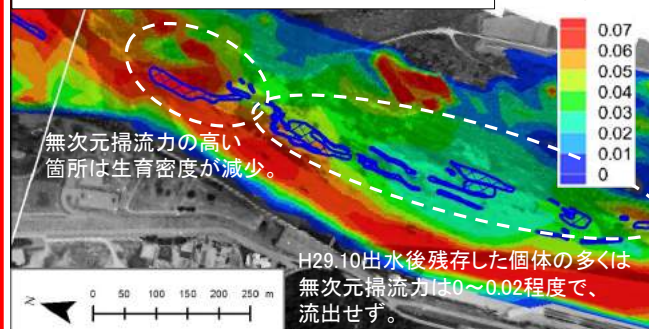 0.07
0.06
0.05
0.04
0.03
0.02
0.01
0
無次元掃流力の高い
箇所は生育密度が減少。
H29.10出水後残存した個体の多くは
無次元掃流力は0～0.02程度で、
流出せず。
N
0 50 100 150 200 250 m